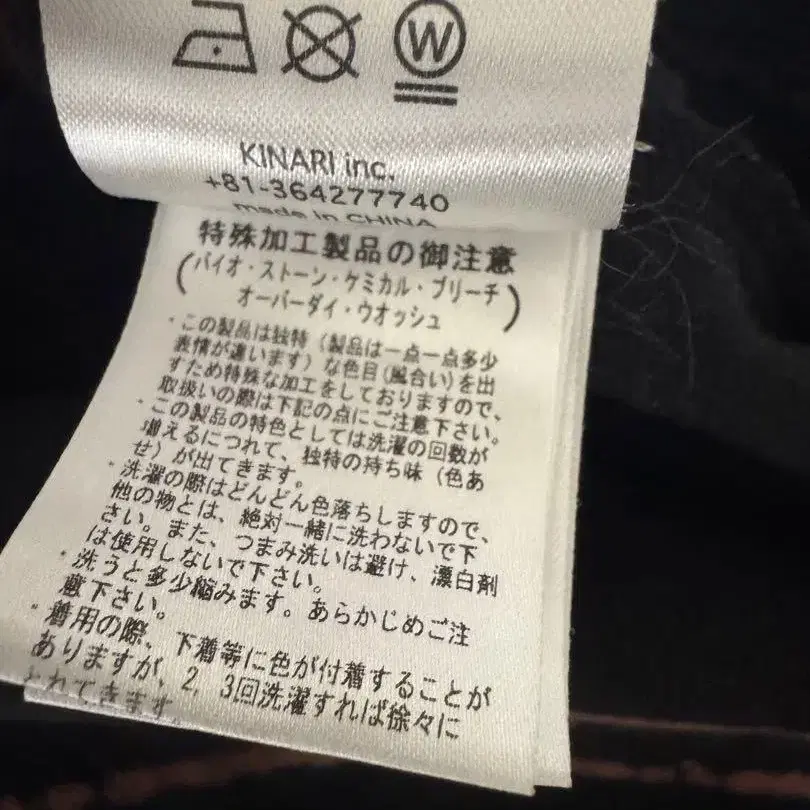 W
KINARI inc.
+81-364277740
made in CHINA
特殊加工製品の御注意
(バイオ・ストーン・ケミカル・ブリーチ
オーバーダイ・ウオッシュ)
・この製品は独特（製品は一点一点多少
表情が違います）な色目(風合い)を出
すため特殊な加工をしておりますので、
取扱いの際は下記の点にご注意下さい。
・この製品の特色としては洗濯の回数が
増えるにつれて、独特の持ち味（色あ
せ）が出てきます。
・洗濯の際はどんどん色落ちしますので、
他の物とは、絶対一緒に洗わないで下
さい。また、つまみ洗いは避け、漂白剤
は使用しないで下さい。
・洗うと多少縮みます。あらかじめご注
意下さい。
・着用の際、下着等に色が付着することが
ありますが、2, 3回洗濯すれば徐々に
とれてきます。